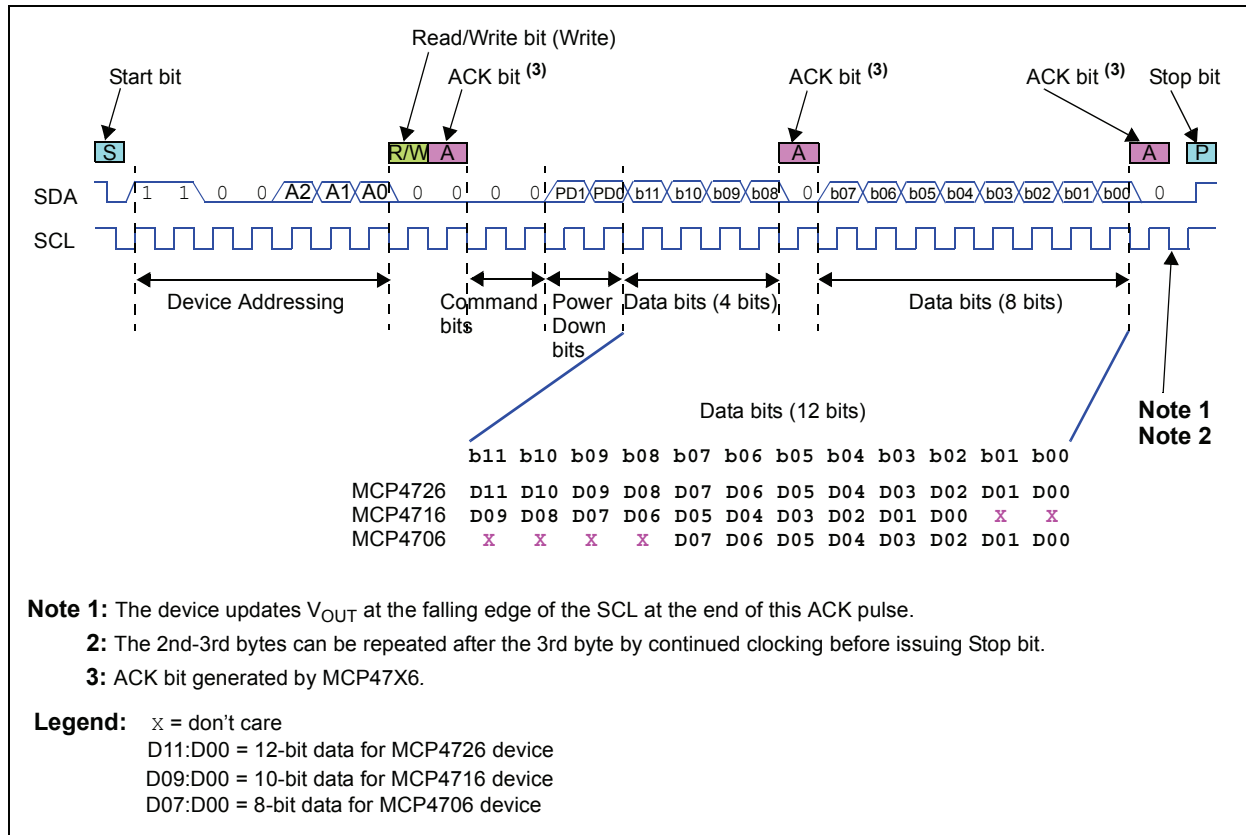 Read/Write bit (Write)
Start bit
ACK bit (3)
ACK bit (3)
ACK bit (3)
Stop bit
S R/W A A A P
SDA 1 1 0 0 A2 A1 A0 0 0 0 0 PD1 PD0 b11 b10 b09 b08 0 b07 b06 b05 b04 b03 b02 b01 b00 0
SCL
Device Addressing
Command
bits
Power
Down
bits
Data bits (4 bits)
Data bits (8 bits)
Note 1
Note 2
Data bits (12 bits)
b11 b10 b09 b08 b07 b06 b05 b04 b03 b02 b01 b00
MCP4726 D11 D10 D09 D08 D07 D06 D05 D04 D03 D02 D01 D00
MCP4716 D09 D08 D07 D06 D05 D04 D03 D02 D01 D00 X X
MCP4706 X X X X D07 D06 D05 D04 D03 D02 D01 D00
Note 1: The device updates VOUT at the falling edge of the SCL at the end of this ACK pulse.
2: The 2nd-3rd bytes can be repeated after the 3rd byte by continued clocking before issuing Stop bit.
3: ACK bit generated by MCP47X6.
Legend: X = don't care
D11:D00 = 12-bit data for MCP4726 device
D09:D00 = 10-bit data for MCP4716 device
D07:D00 = 8-bit data for MCP4706 device